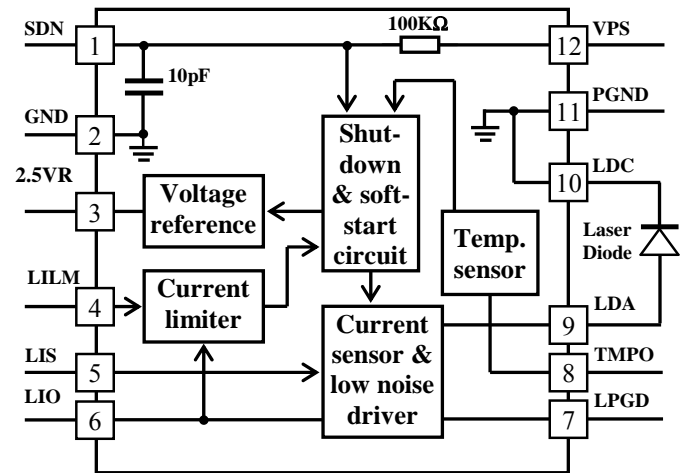 SDN
1
100KΩ
12
VPS
10pF
GND
2
11
PGND
Shut-
down
& soft-
start
circuit
2.5VR
3
Voltage
reference
10
LDC
Temp.
sensor
Laser
Diode
LILM
4
Current
limiter
Current
sensor &
low noise
driver
9
LDA
LIS
5
8
TMPO
LIO
6
7
LPGD